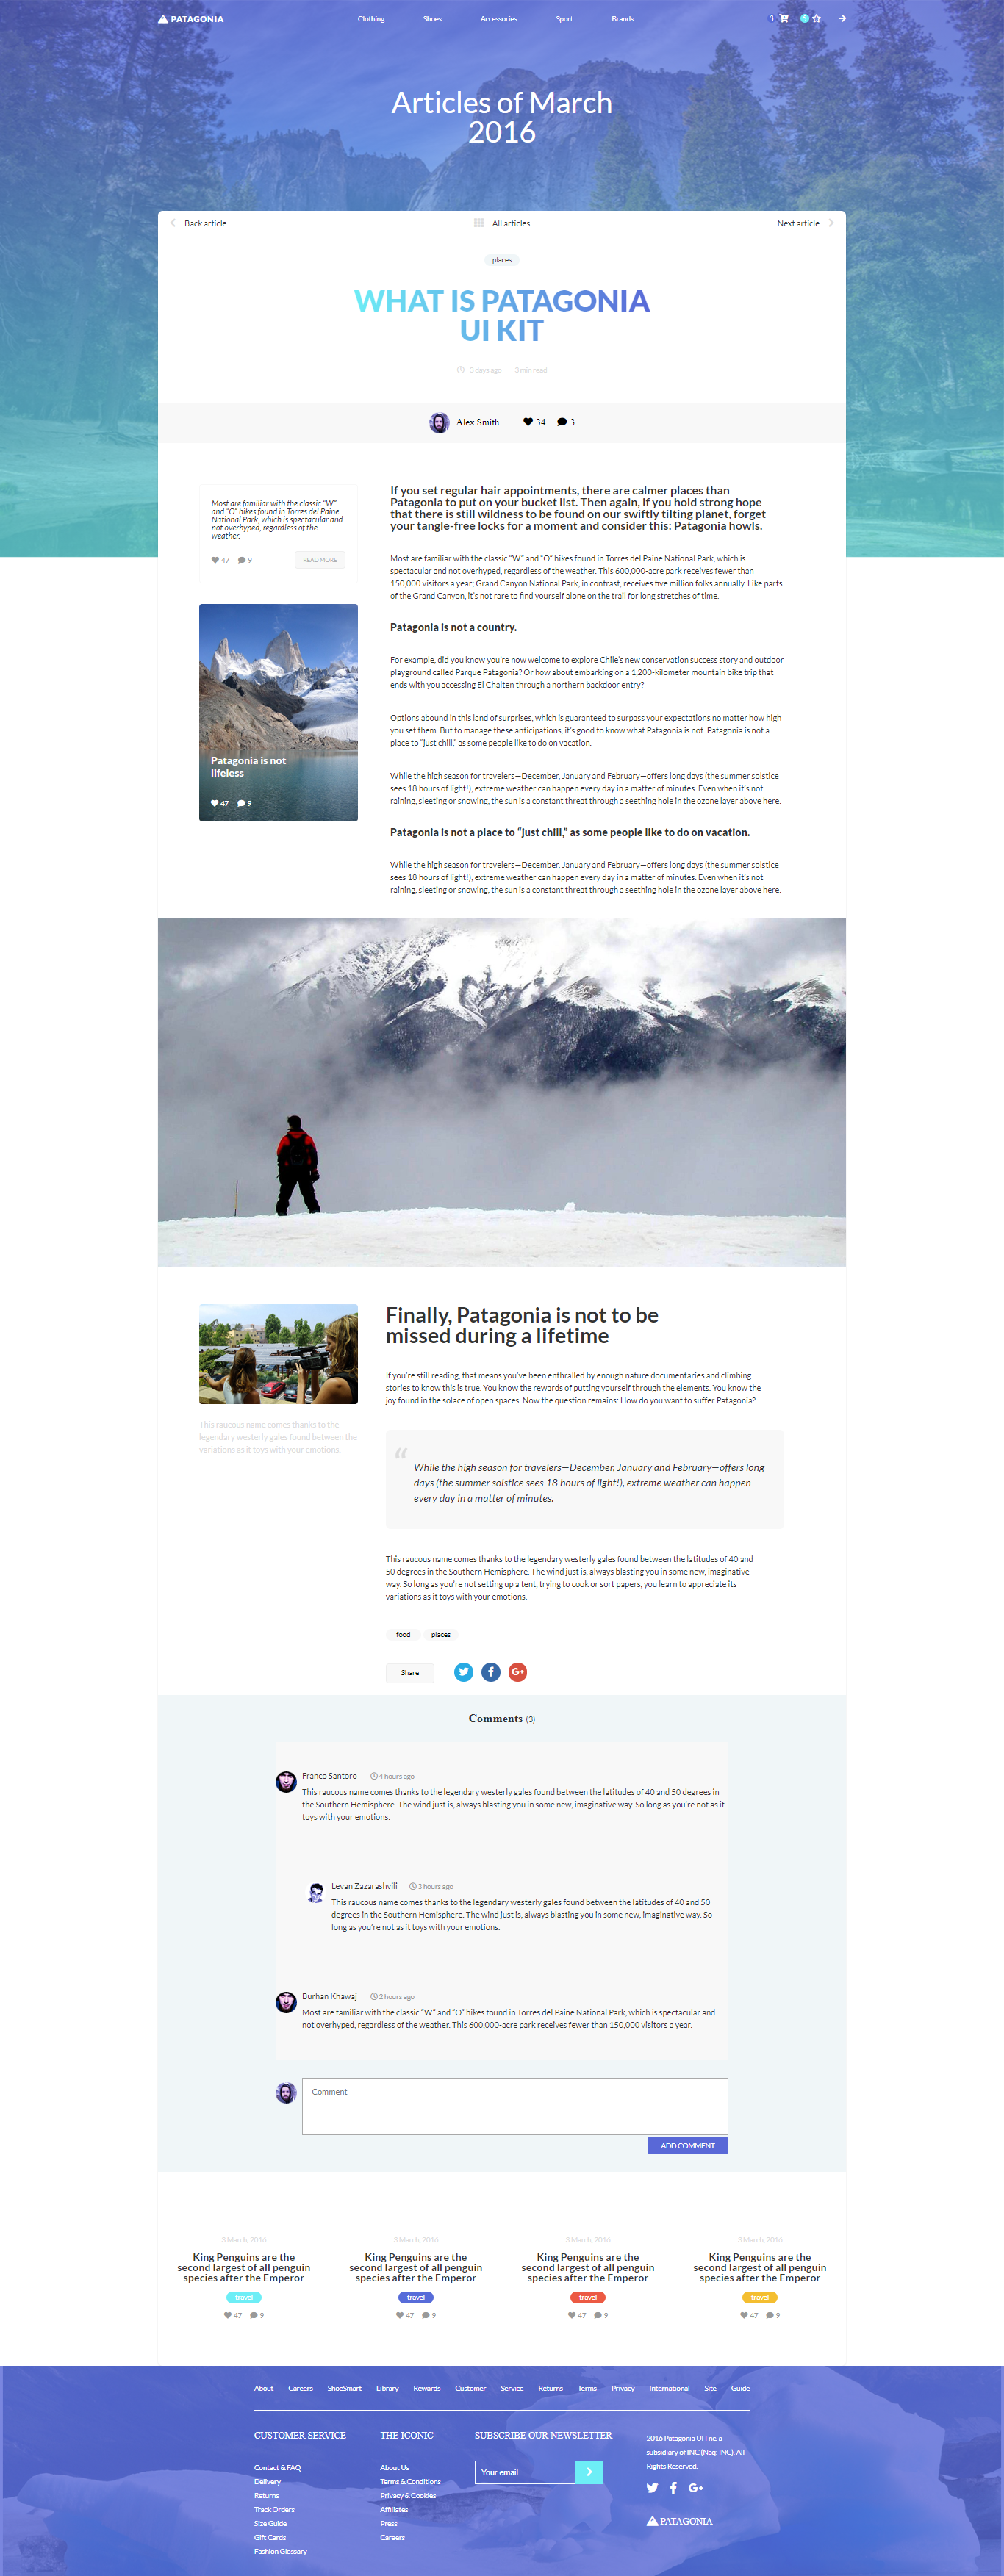 PATAGONIA
Clothing Shoes Accessories Sport Brands
3
5
Articles of March
2016
Back article
All articles
Next article
places
WHAT IS PATAGONIA
UI KIT
3 days ago 3 min read
Alex Smith 34 3
Most are familiar with the classic “W”
and “O” hikes found in Torres del Paine
National Park, which is spectacular and
not overhyped, regardless of the
weather.
47 9 READ MORE
Patagonia is not
lifeless
47 9
If you set regular hair appointments, there are calmer places than
Patagonia to put on your bucket list. Then again, if you hold strong hope
that there is still wildness to be found on our swiftly tilting planet, forget
your tangle-free locks for a moment and consider this: Patagonia howls.
Most are familiar with the classic “W” and “O” hikes found in Torres del Paine National Park, which is
spectacular and not overhyped, regardless of the weather. This 600,000-acre park receives fewer than
150,000 visitors a year; Grand Canyon National Park, in contrast, receives five million folks annually. Like parts
of the Grand Canyon, it’s not rare to find yourself alone on the trail for long stretches of time.
Patagonia is not a country.
For example, did you know you’re now welcome to explore Chile’s new conservation success story and outdoor
playground called Parque Patagonia? Or how about embarking on a 1,200-kilometer mountain bike trip that
ends with you accessing El Chalten through a northern backdoor entry?
Options abound in this land of surprises, which is guaranteed to surpass your expectations no matter how high
you set them. But to manage these anticipations, it’s good to know what Patagonia is not. Patagonia is not a
place to “just chill,” as some people like to do on vacation.
While the high season for travelers—December, January and February—offers long days (the summer solstice
sees 18 hours of light!), extreme weather can happen every day in a matter of minutes. Even when it’s not
raining, sleeting or snowing, the sun is a constant threat through a seething hole in the ozone layer above here.
Patagonia is not a place to “just chill,” as some people like to do on vacation.
While the high season for travelers—December, January and February—offers long days (the summer solstice
sees 18 hours of light!), extreme weather can happen every day in a matter of minutes. Even when it’s not
raining, sleeting or snowing, the sun is a constant threat through a seething hole in the ozone layer above here.
This raucous name comes thanks to the
legendary westerly gales found between the
variations as it toys with your emotions.
Finally, Patagonia is not to be
missed during a lifetime
If you’re still reading, that means you’ve been enthralled by enough nature documentaries and climbing
stories to know this is true. You know the rewards of putting yourself through the elements. You know the
joy found in the solace of open spaces. Now the question remains: How do you want to suffer Patagonia?
“
While the high season for travelers—December, January and February—offers long
days (the summer solstice sees 18 hours of light!), extreme weather can happen
every day in a matter of minutes.
This raucous name comes thanks to the legendary westerly gales found between the latitudes of 40 and
50 degrees in the Southern Hemisphere. The wind just is, always blasting you in some new, imaginative
way. So long as you’re not setting up a tent, trying to cook or sort papers, you learn to appreciate its
variations as it toys with your emotions.
food places
Share
Comments (3)
Franco Santoro 4 hours ago
This raucous name comes thanks to the legendary westerly gales found between the latitudes of 40 and 50 degrees in
the Southern Hemisphere. The wind just is, always blasting you in some new, imaginative way. So long as you’re not as it
toys with your emotions.
Levan Zazarashvili 3 hours ago
This raucous name comes thanks to the legendary westerly gales found between the latitudes of 40 and 50
degrees in the Southern Hemisphere. The wind just is, always blasting you in some new, imaginative way. So
long as you’re not as it toys with your emotions.
Burhan Khawaj 2 hours ago
Most are familiar with the classic “W” and “O” hikes found in Torres del Paine National Park, which is spectacular and
not overhyped, regardless of the weather. This 600,000-acre park receives fewer than 150,000 visitors a year.
Comment
ADD COMMENT
3 March, 2016
King Penguins are the
second largest of all penguin
species after the Emperor
travel
47 9
3 March, 2016
King Penguins are the
second largest of all penguin
species after the Emperor
travel
47 9
3 March, 2016
King Penguins are the
second largest of all penguin
species after the Emperor
travel
47 9
3 March, 2016
King Penguins are the
second largest of all penguin
species after the Emperor
travel
47 9
About Careers ShoeSmart Library Rewards Customer Service Returns Terms Privacy International Site Guide
CUSTOMER SERVICE
Contact & FAQ
Delivery
Returns
Track Orders
Size Guide
Gift Cards
Fashion Glossary
THE ICONIC
About Us
Terms & Conditions
Privacy & Cookies
Affiliates
Press
Careers
SUBSCRIBE OUR NEWSLETTER
Your email
2016 Patagonia UI Inc. a
subsidiary of INC (Naq: INC). All
Rights Reserved.
PATAGONIA